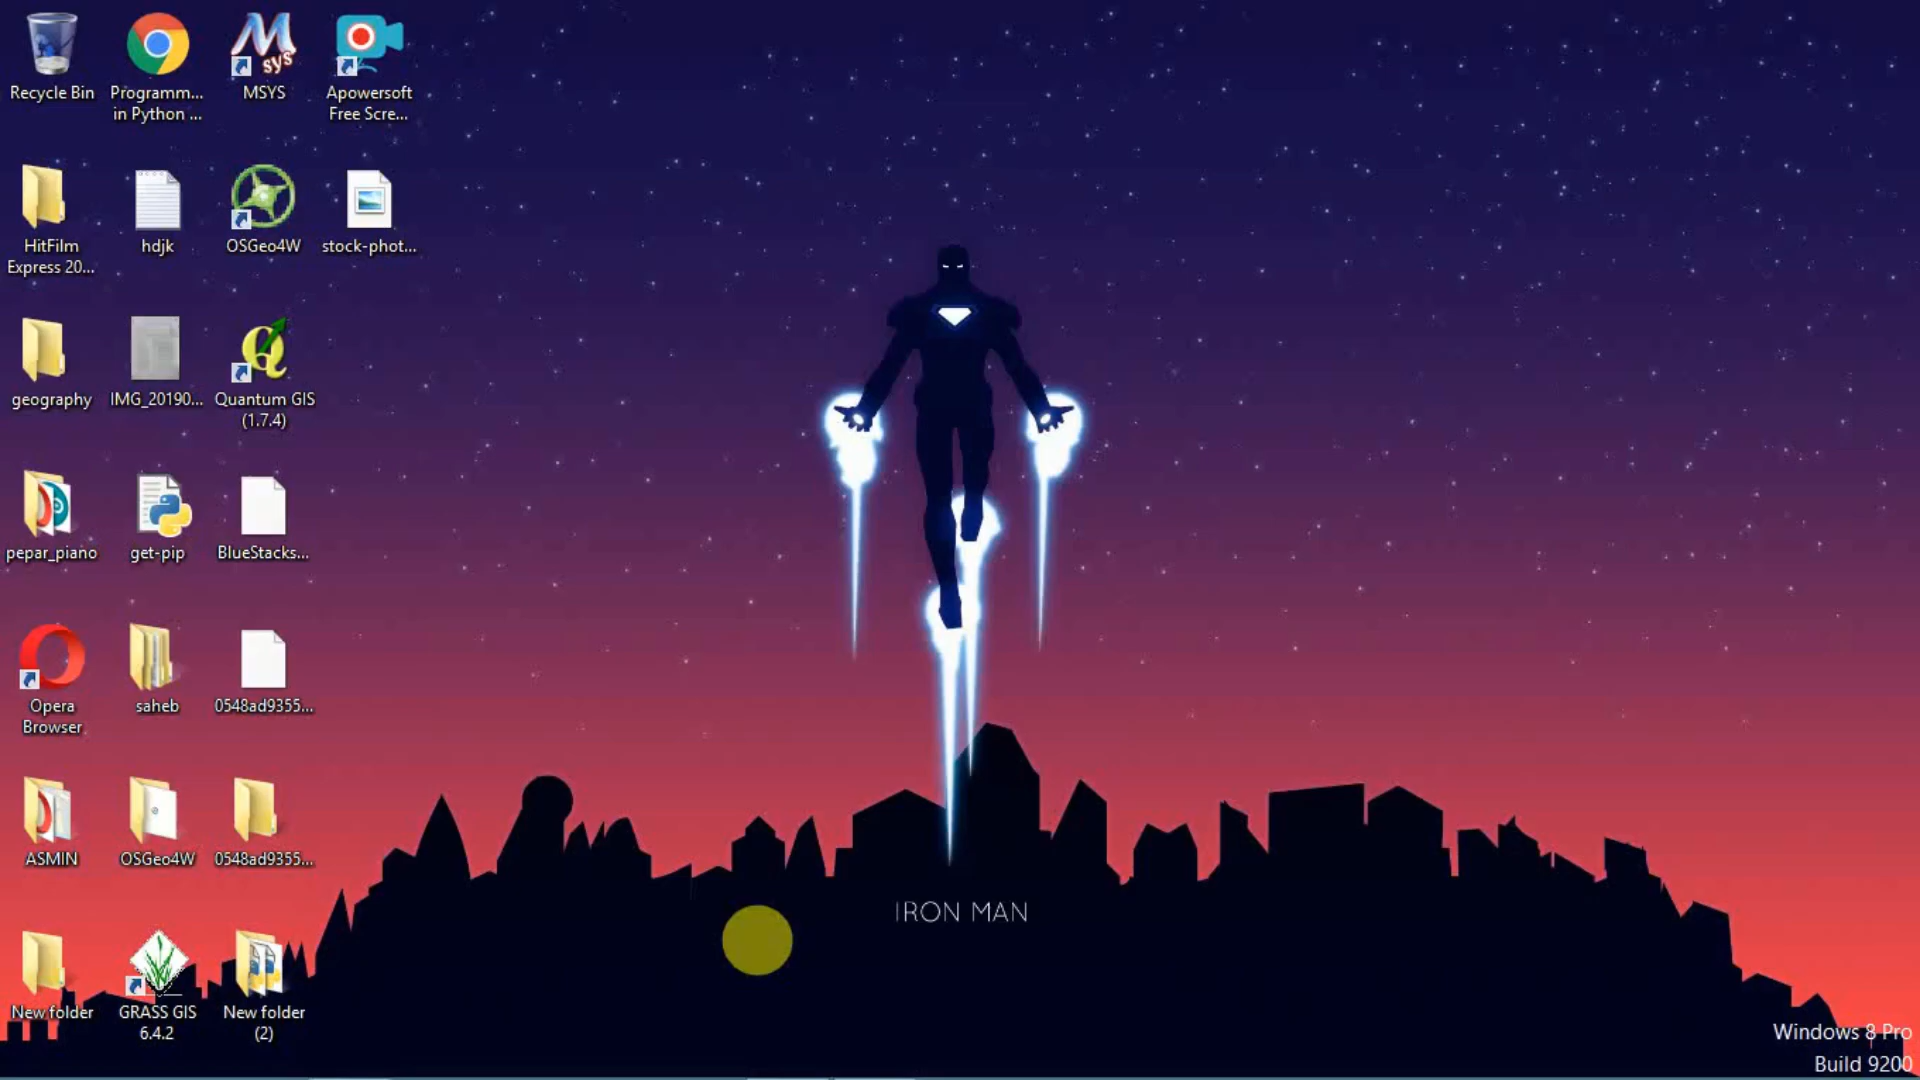 Recycle Bin
Programm...
in Python ...
MSYS
Apowersoft
Free Scre...
HitFilm
Express 20...
hdjk
OSGeo4W
stock-phot...
geography
IMG_20190...
Quantum GIS
(1.7.4)
pepar_piano
get-pip
BlueStacks...
Opera
Browser
saheb
0548ad9355...
ASMIN
OSGeo4W
0548ad9355...
New folder
GRASS GIS
6.4.2
New folder
(2)
IRON MAN
Windows 8 Pro
Build 9200